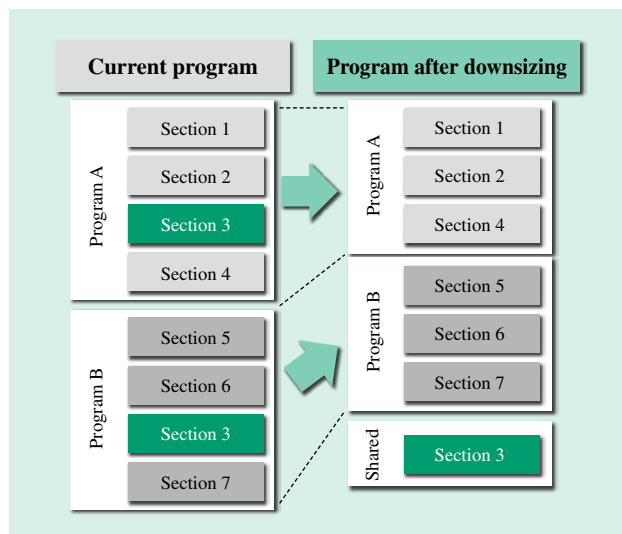 Current program
Program after downsizing
Program A
Section 1
Section 2
Section 3
Section 4
Program B
Section 5
Section 6
Section 3
Section 7
Program A
Section 1
Section 2
Section 4
Program B
Section 5
Section 6
Section 7
Shared
Section 3